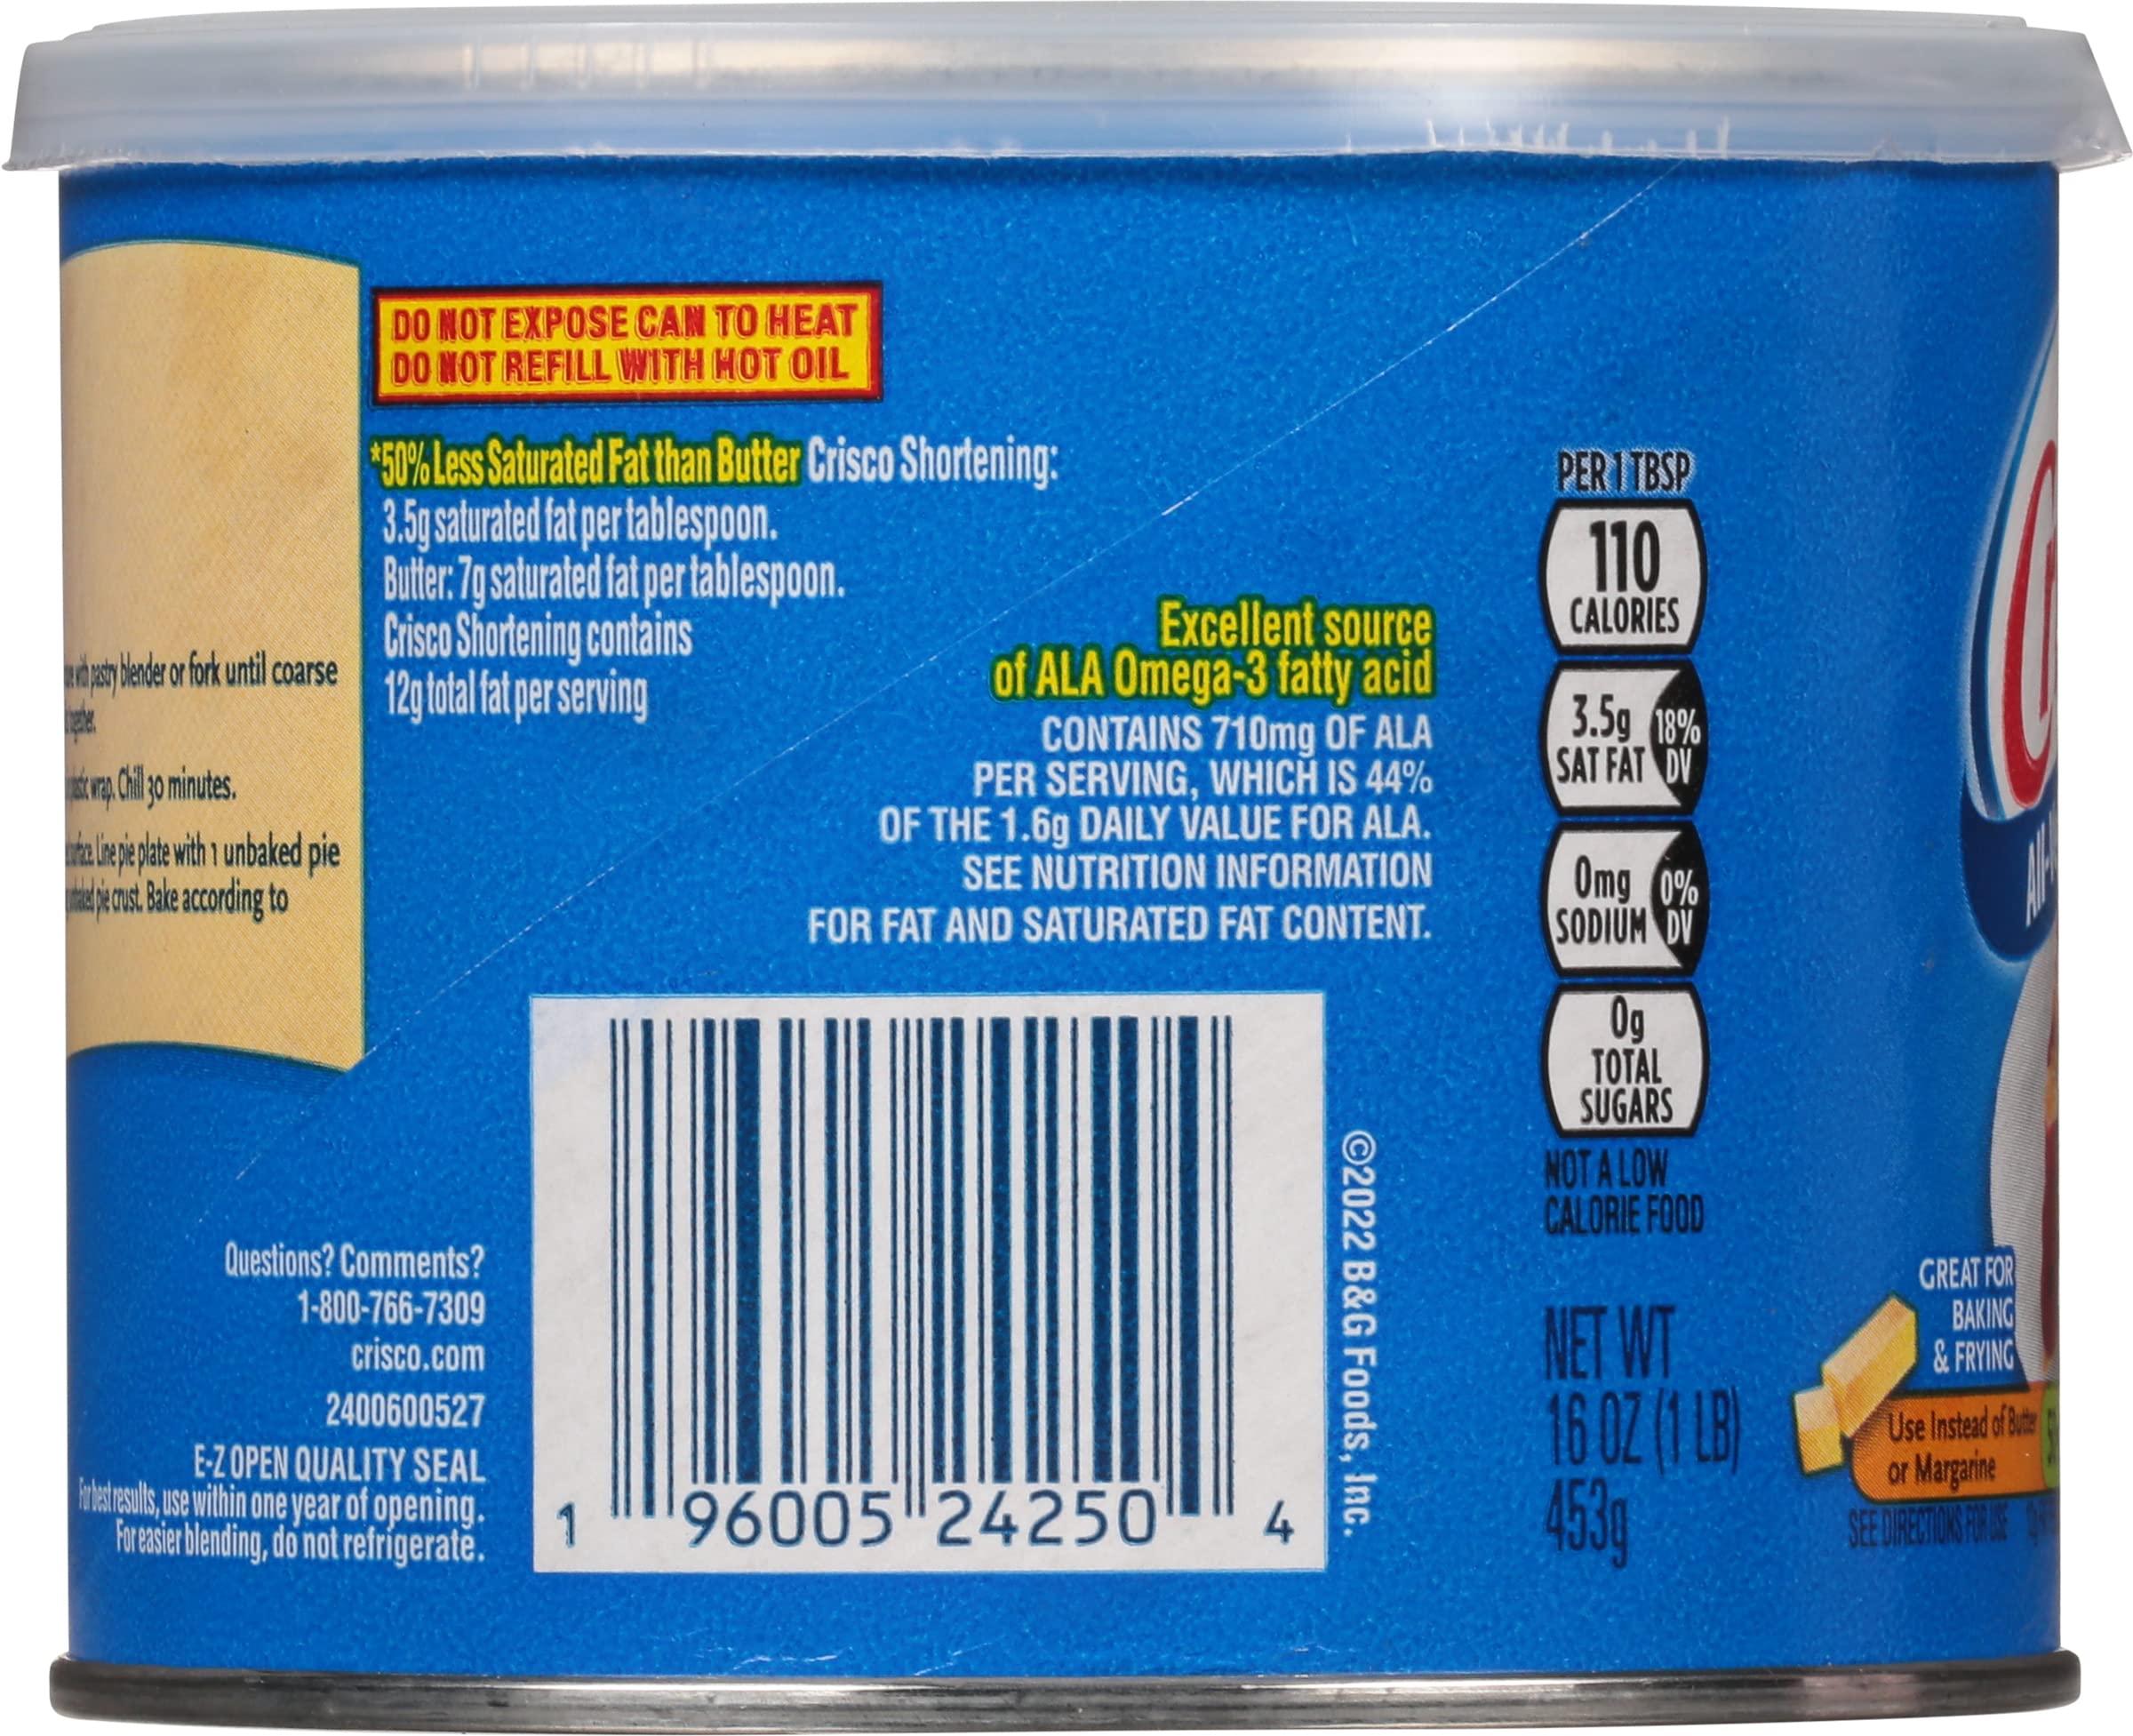 with pastry blender or fork until coarse
together.
plastic wrap. Chill 30 minutes.
surface. Line pie plate with 1 unbaked pie
unbaked pie crust. Bake according to
DO NOT EXPOSE CAN TO HEAT
DO NOT REFILL WITH HOT OIL
*50% Less Saturated Fat than Butter Crisco Shortening:
3.5g saturated fat per tablespoon.
Butter: 7g saturated fat per tablespoon.
Crisco Shortening contains
12g total fat per serving
Excellent source
of ALA Omega-3 fatty acid
CONTAINS 710mg OF ALA
PER SERVING, WHICH IS 44%
OF THE 1.6g DAILY VALUE FOR ALA.
SEE NUTRITION INFORMATION
FOR FAT AND SATURATED FAT CONTENT.
Questions? Comments?
1-800-766-7309
crisco.com
2400600527
E-Z OPEN QUALITY SEAL
For best results, use within one year of opening.
For easier blending, do not refrigerate.
1 96005 24250 4
©2022 B&G Foods, Inc.
PER 1 TBSP
110
CALORIES
3.5g
SAT FAT
18%
DV
0mg
SODIUM
0%
DV
0g
TOTAL
SUGARS
NOT A LOW
CALORIE FOOD
NET WT
16 OZ (1 LB)
453g
GREAT FOR
BAKING
& FRYING
Use Instead of Butter
or Margarine
SEE DIRECTIONS FOR USE